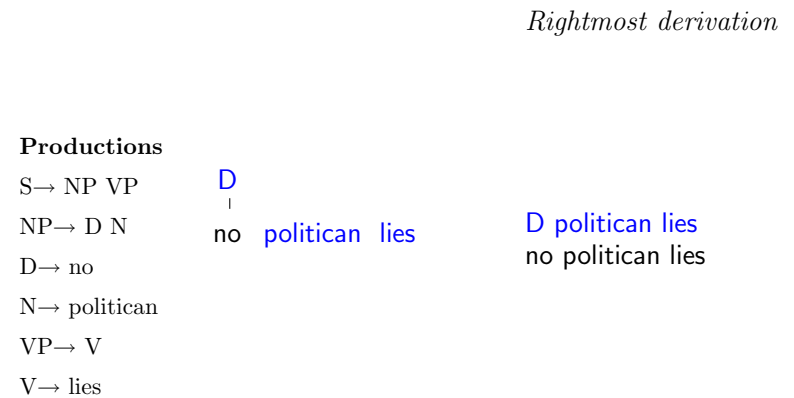 Rightmost derivation
Productions
S→ NP VP
NP→ D N
D→ no
N→ politican
VP→ V
V→ lies
D
no politican lies
D politican lies
no politican lies